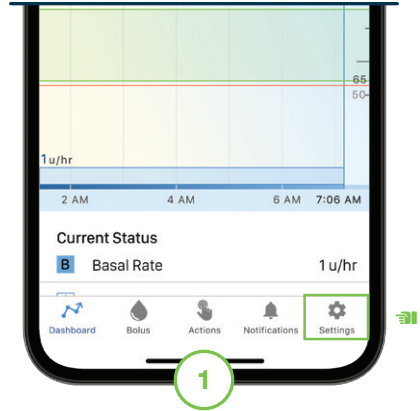 65
50
1 u/hr
2 AM 4 AM 6 AM 7:06 AM
Current Status
B Basal Rate 1 u/hr
Dashboard Bolus Actions Notifications Settings
1